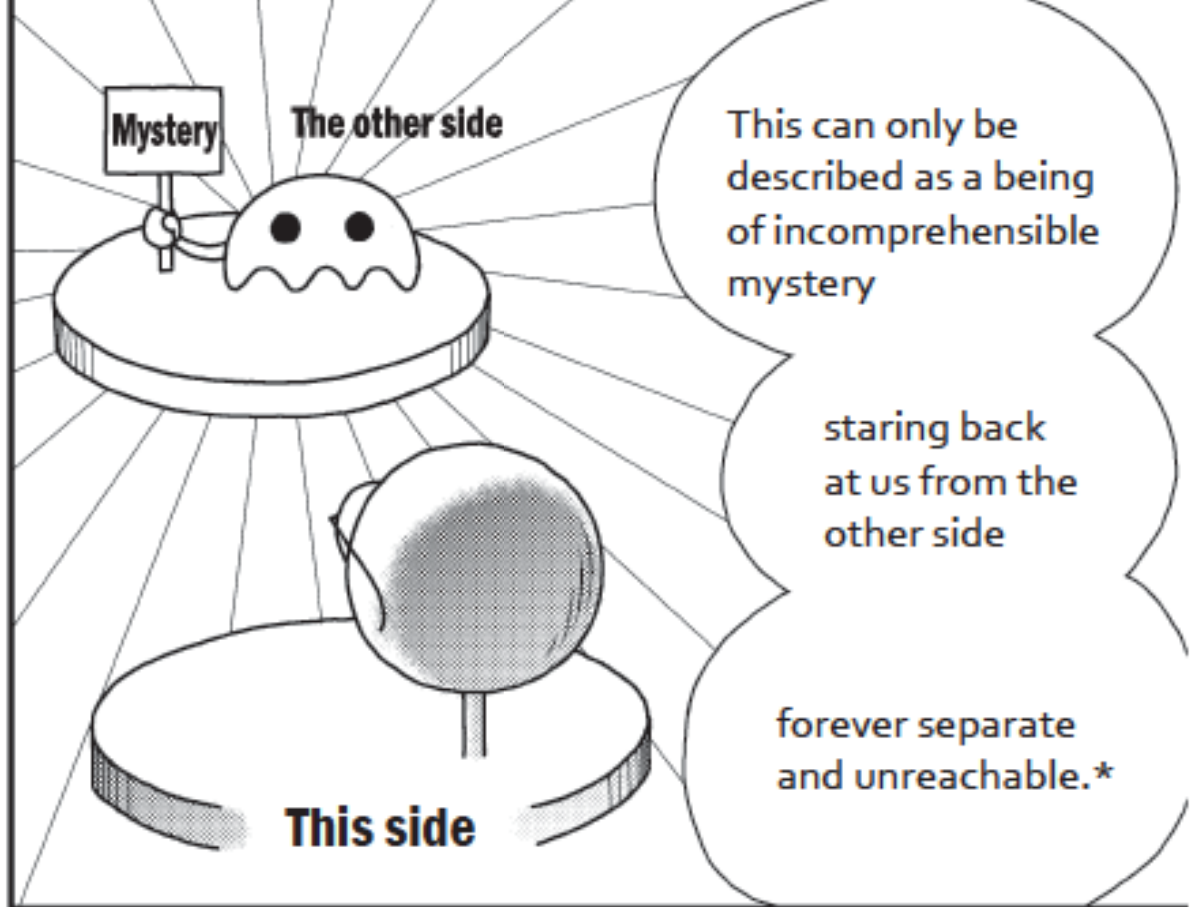 Mystery
The other side
This can only be
described as a being
of incomprehensible
mystery
staring back
at us from the
other side
forever separate
and unreachable.*
This side